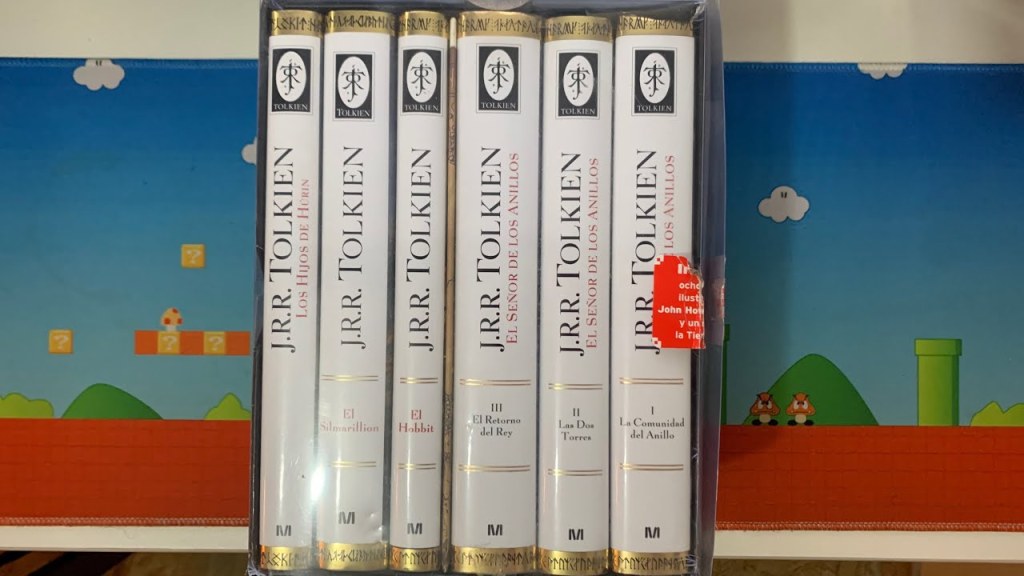 TOLKIEN
J.R.R. TOLKIEN
LOS HIJOS DE HÚRIN
M
TOLKIEN
J.R.R. TOLKIEN
El
Silmarillion
M
TOLKIEN
J.R.R. TOLKIEN
El
Hobbit
M
TOLKIEN
J.R.R. TOLKIEN
EL SEÑOR DE LOS ANILLOS
III
El Retorno
del Rey
M
TOLKIEN
J.R.R. TOLKIEN
EL SEÑOR DE LOS ANILLOS
II
Las Dos
Torres
M
TOLKIEN
J.R.R. TOLKIEN
LOS ANILLOS
I
La Comunidad
del Anillo
M
John
y un
la
?
?
?
?